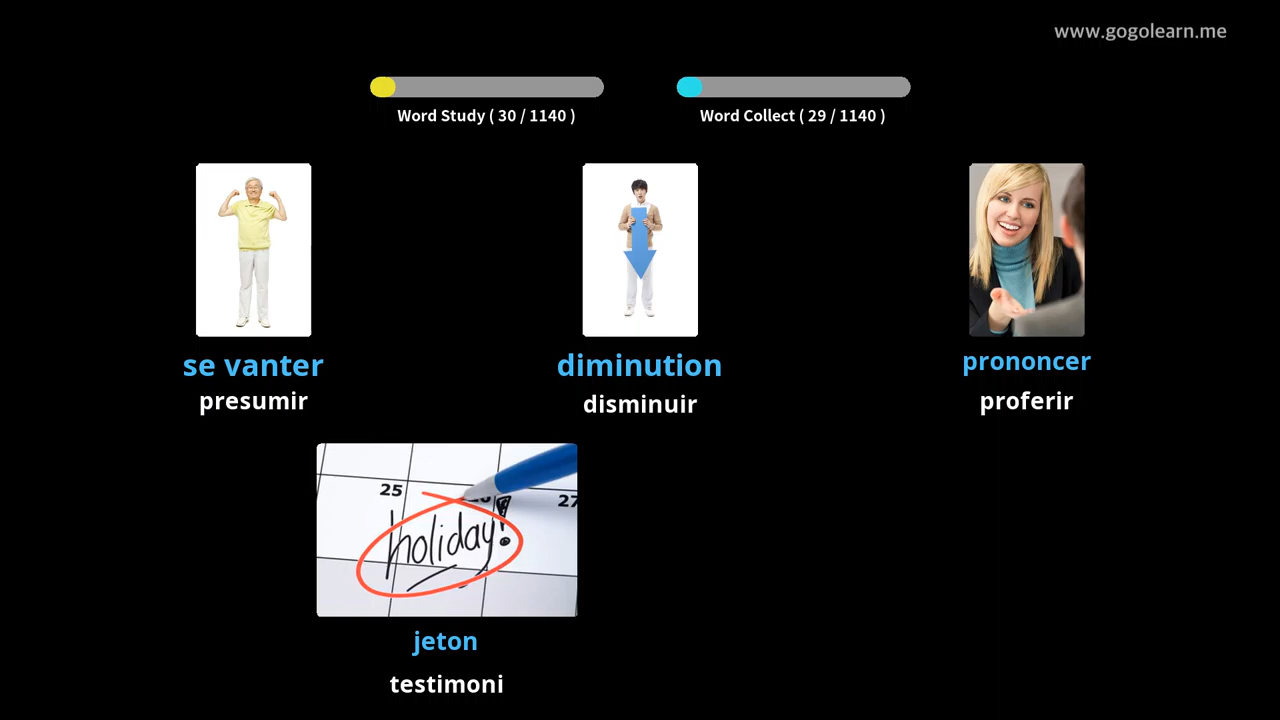 www.gogolearn.me
Word Study ( 30 / 1140 )
Word Collect ( 29 / 1140 )
se vanter
presumir
diminution
disminuir
prononcer
proferir
25
27
holiday!
jeton
testimoni